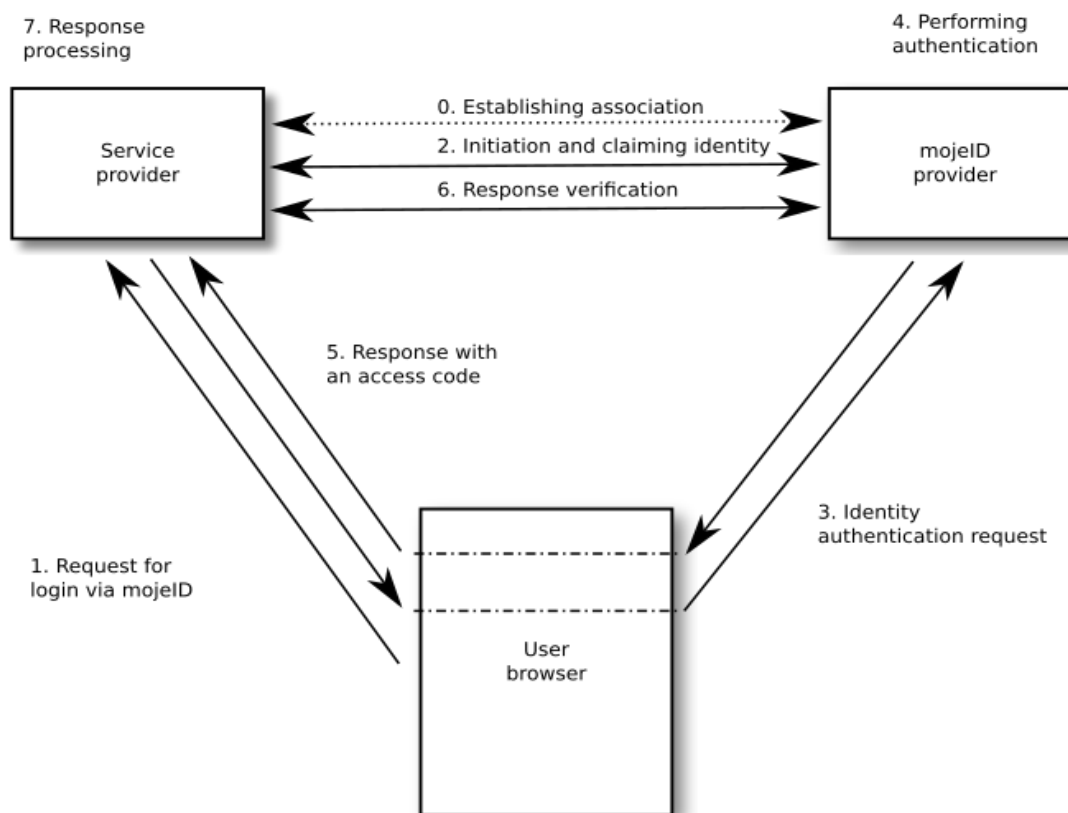 7. Response
processing
4. Performing
authentication
0. Establishing association
2. Initiation and claiming identity
6. Response verification
Service
provider
mojeID
provider
5. Response with
an access code
3. Identity
authentication request
1. Request for
login via mojeID
User
browser